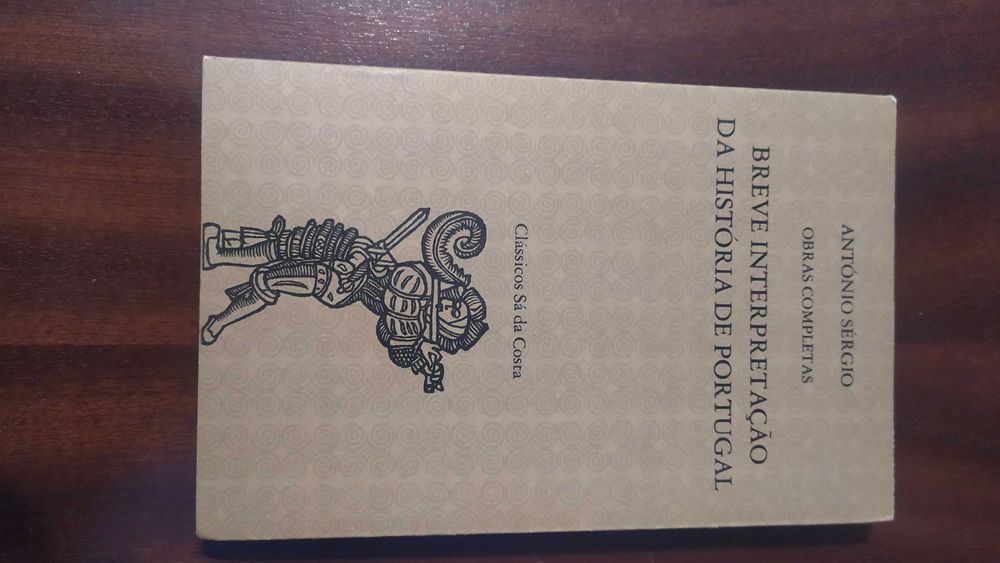 ANTÓNIO SÉRGIO
OBRAS COMPLETAS
BREVE INTERPRETAÇÃO
DA HISTÓRIA DE PORTUGAL
Clássicos Sá da Costa